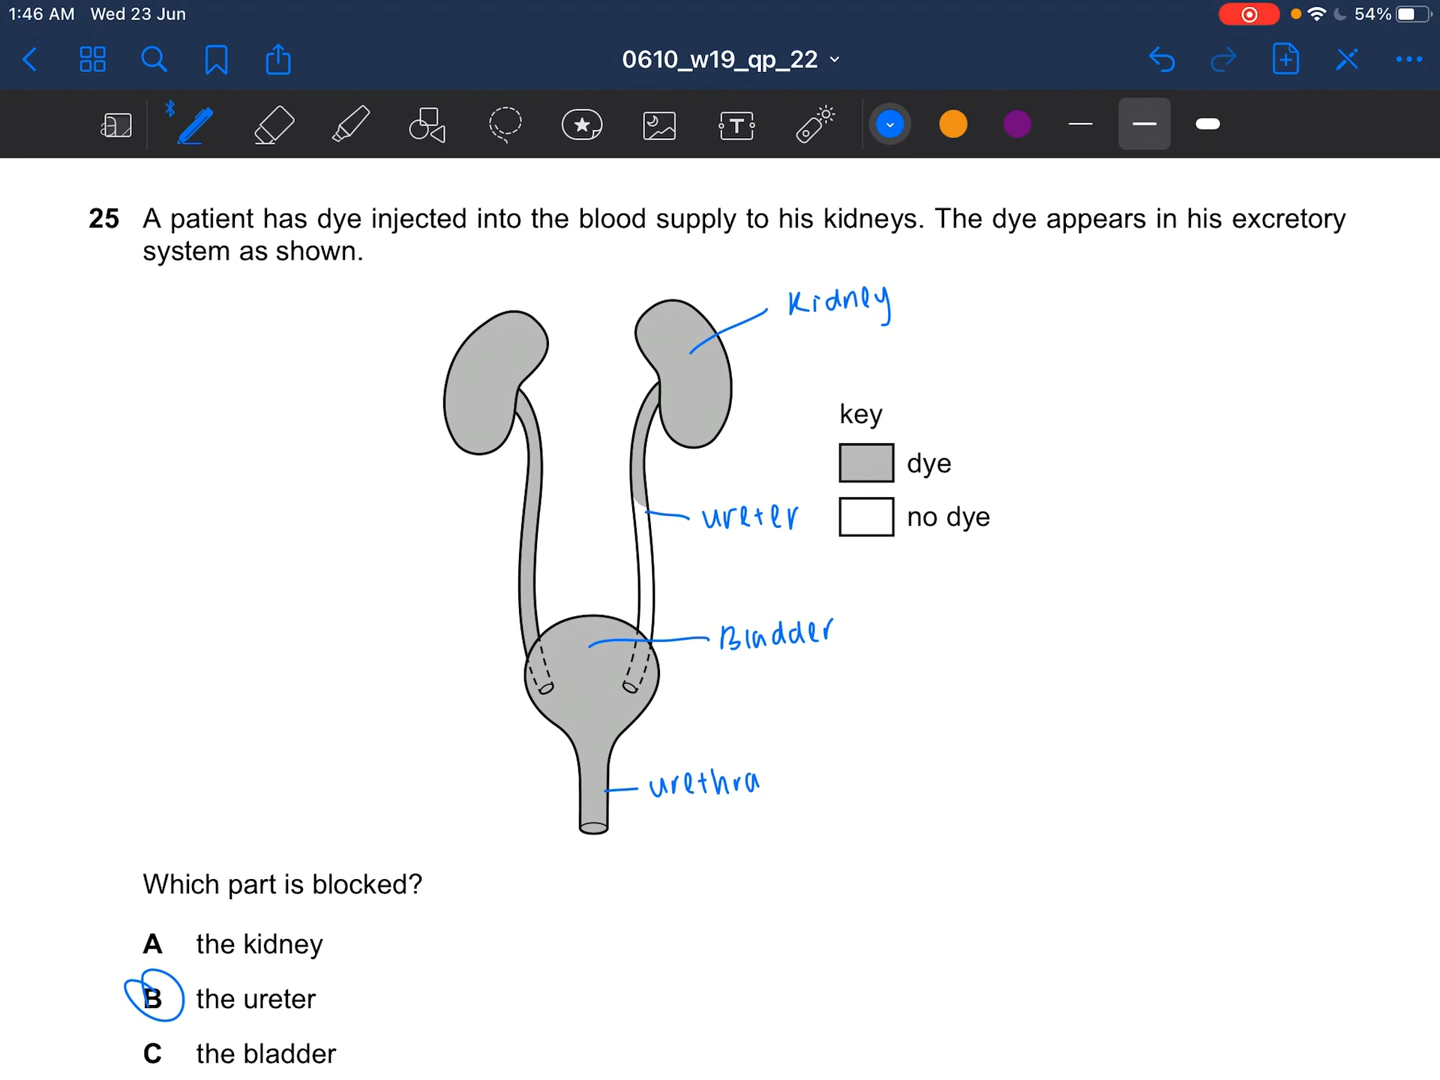 1:46 AM Wed 23 Jun
54%
0610_w19_qp_22
T
25 A patient has dye injected into the blood supply to his kidneys. The dye appears in his excretory
system as shown.
Kidney
key
dye
ureter
no dye
Bladder
urethra
Which part is blocked?
A the kidney
B the ureter
C the bladder